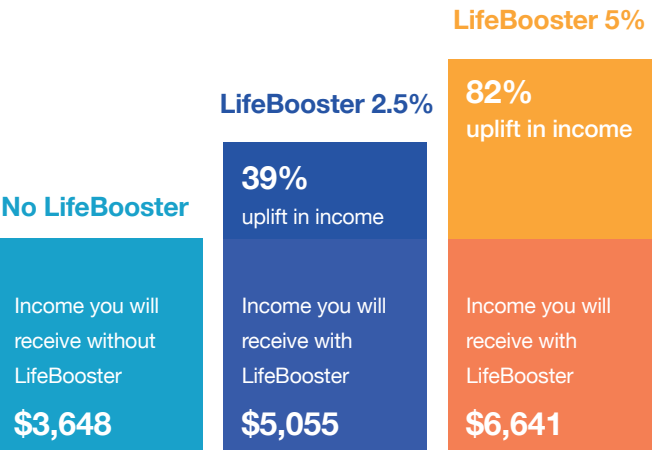 LifeBooster 5%
82%
uplift in income
LifeBooster 2.5%
39%
uplift in income
No LifeBooster
Income you will
receive without
LifeBooster
$3,648
Income you will
receive with
LifeBooster
$5,055
Income you will
receive with
LifeBooster
$6,641